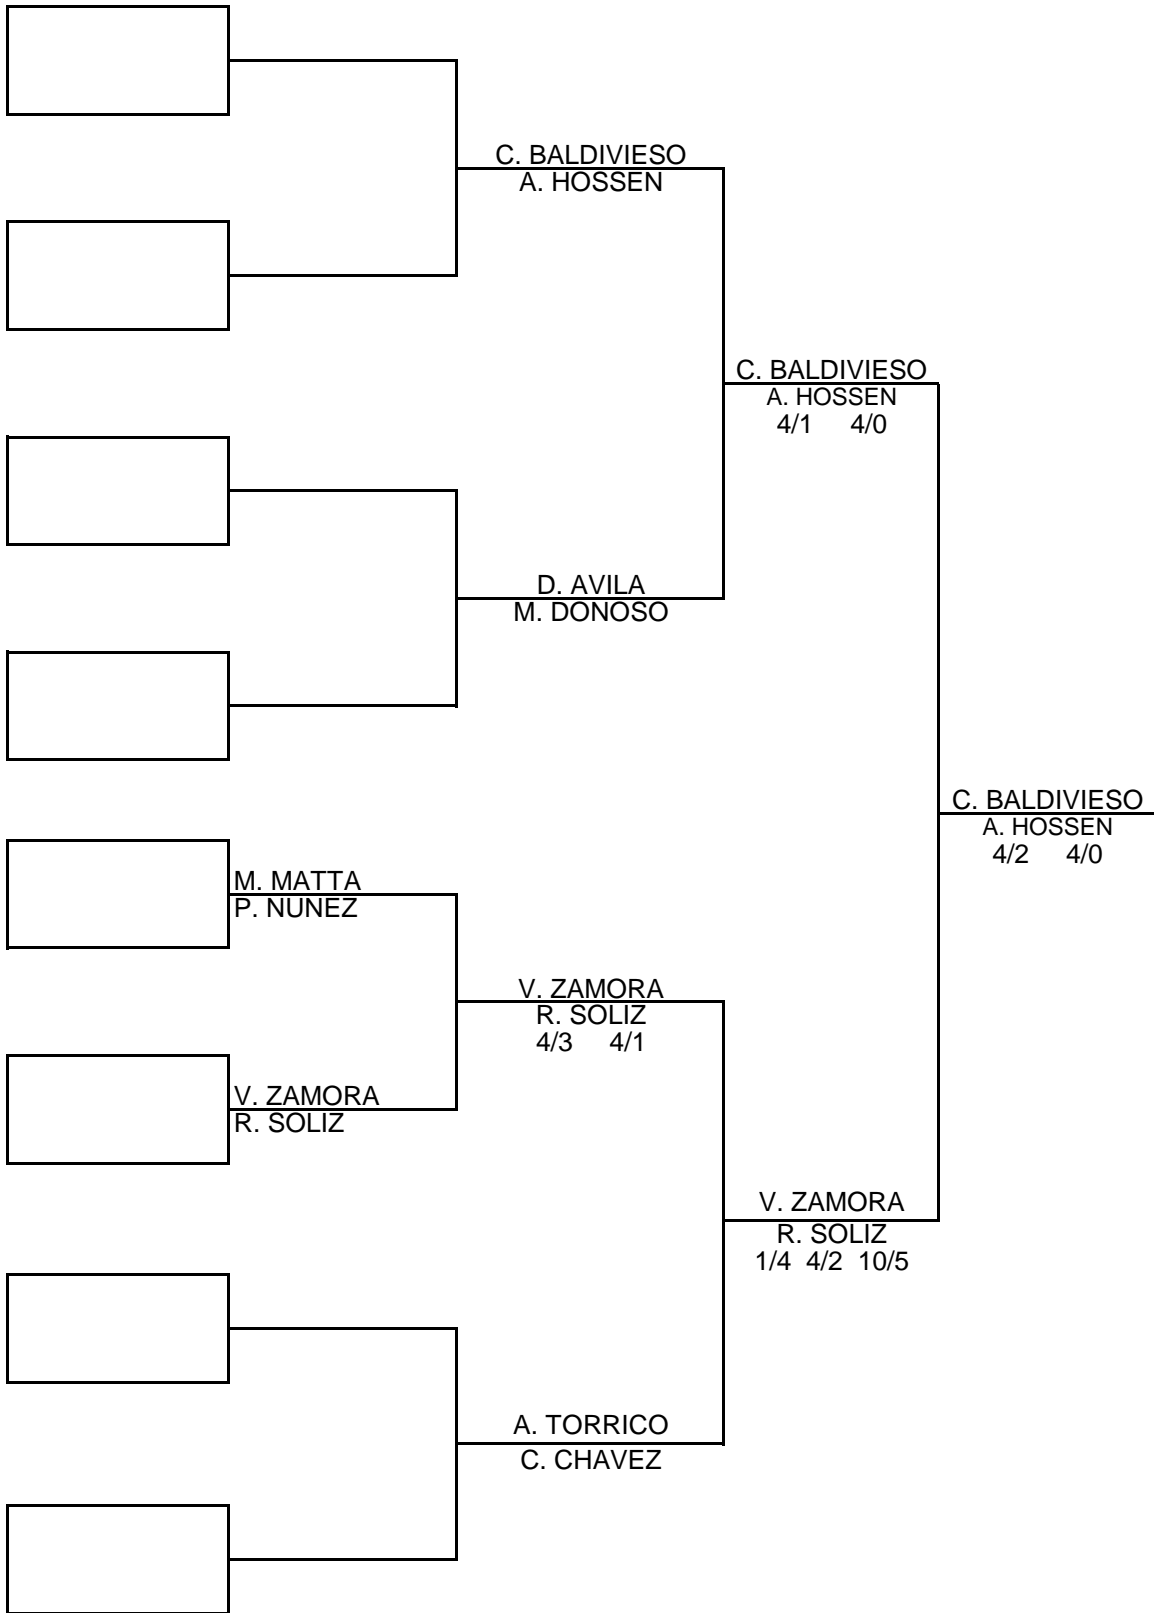 C. BALDIVIESO
A. HOSSEN
C. BALDIVIESO
A. HOSSEN
4/1 4/0
D. AVILA
M. DONOSO
C. BALDIVIESO
A. HOSSEN
4/2 4/0
M. MATTA
P. NUNEZ
V. ZAMORA
R. SOLIZ
4/3 4/1
V. ZAMORA
R. SOLIZ
V. ZAMORA
R. SOLIZ
1/4 4/2 10/5
A. TORRICO
C. CHAVEZ